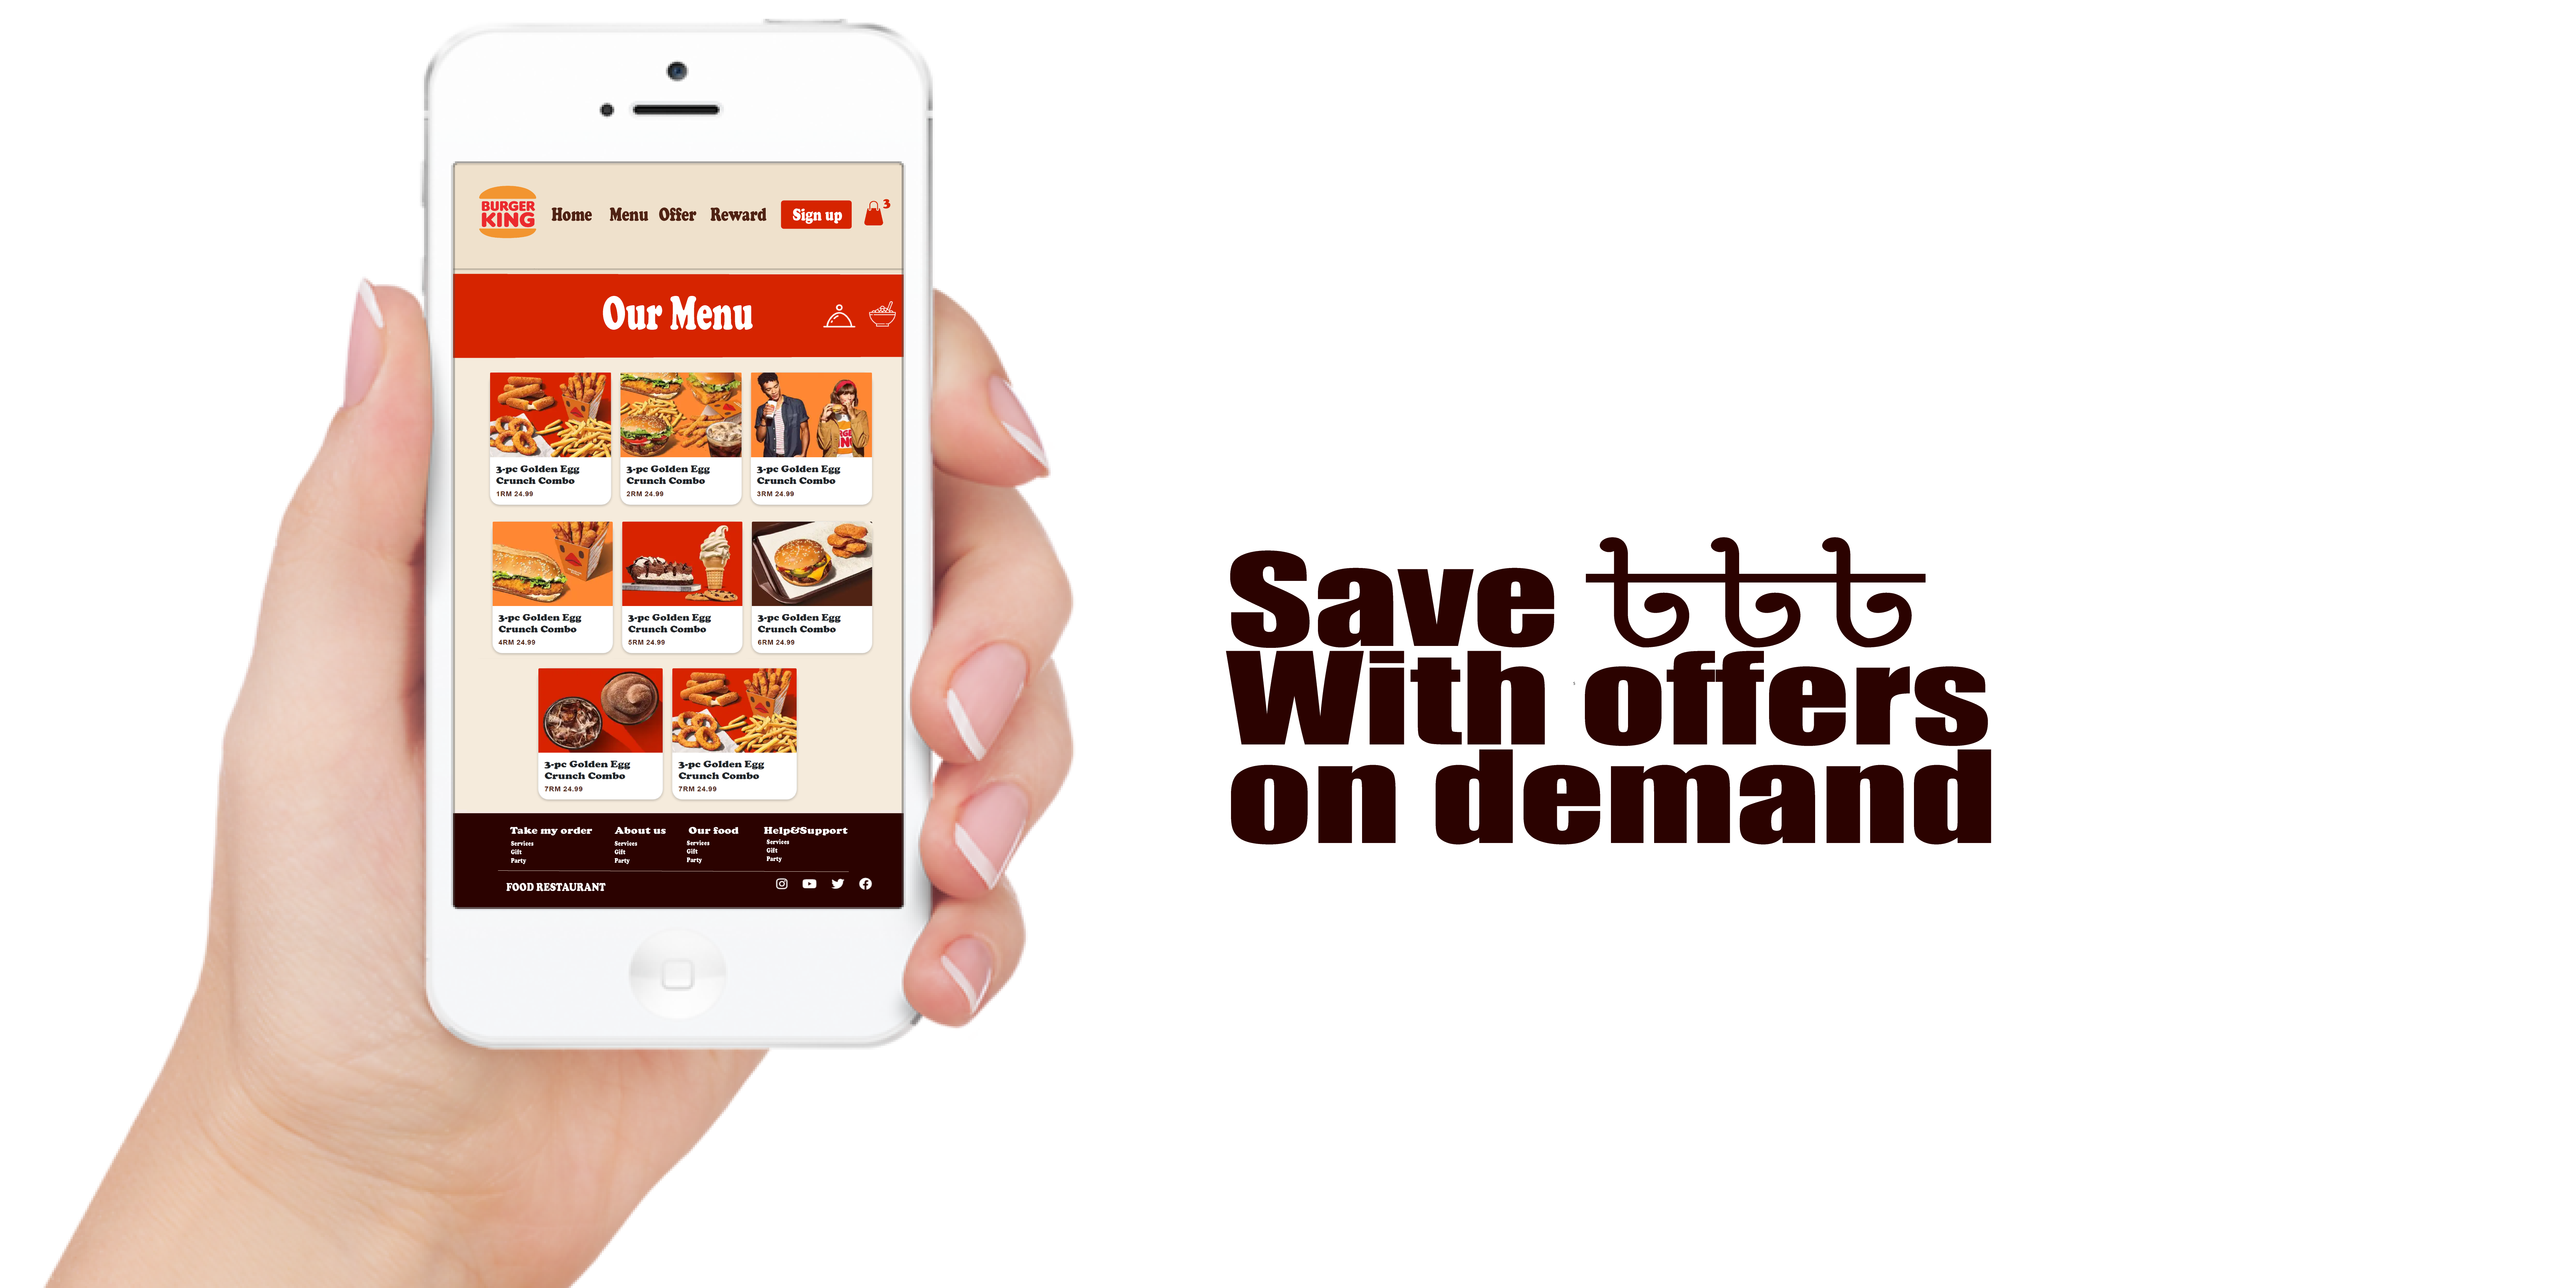 BURGER
KING
Home Menu Offer Reward Sign up 3
Our Menu
3-pc Golden Egg
Crunch Combo
1RM 24.99
3-pc Golden Egg
Crunch Combo
2RM 24.99
3-pc Golden Egg
Crunch Combo
3RM 24.99
3-pc Golden Egg
Crunch Combo
4RM 24.99
3-pc Golden Egg
Crunch Combo
5RM 24.99
3-pc Golden Egg
Crunch Combo
6RM 24.99
3-pc Golden Egg
Crunch Combo
7RM 24.99
3-pc Golden Egg
Crunch Combo
7RM 24.99
Take my order
Services
Gift
Party
About us
Services
Gift
Party
Our food
Services
Gift
Party
Help&Support
Services
Gift
Party
FOOD RESTAURANT
Save ৳৳৳
With offers
on demand